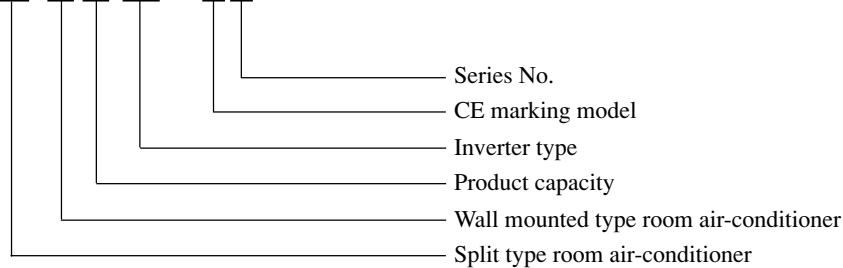 Series No.
CE marking model
Inverter type
Product capacity
Wall mounted type room air-conditioner
Split type room air-conditioner